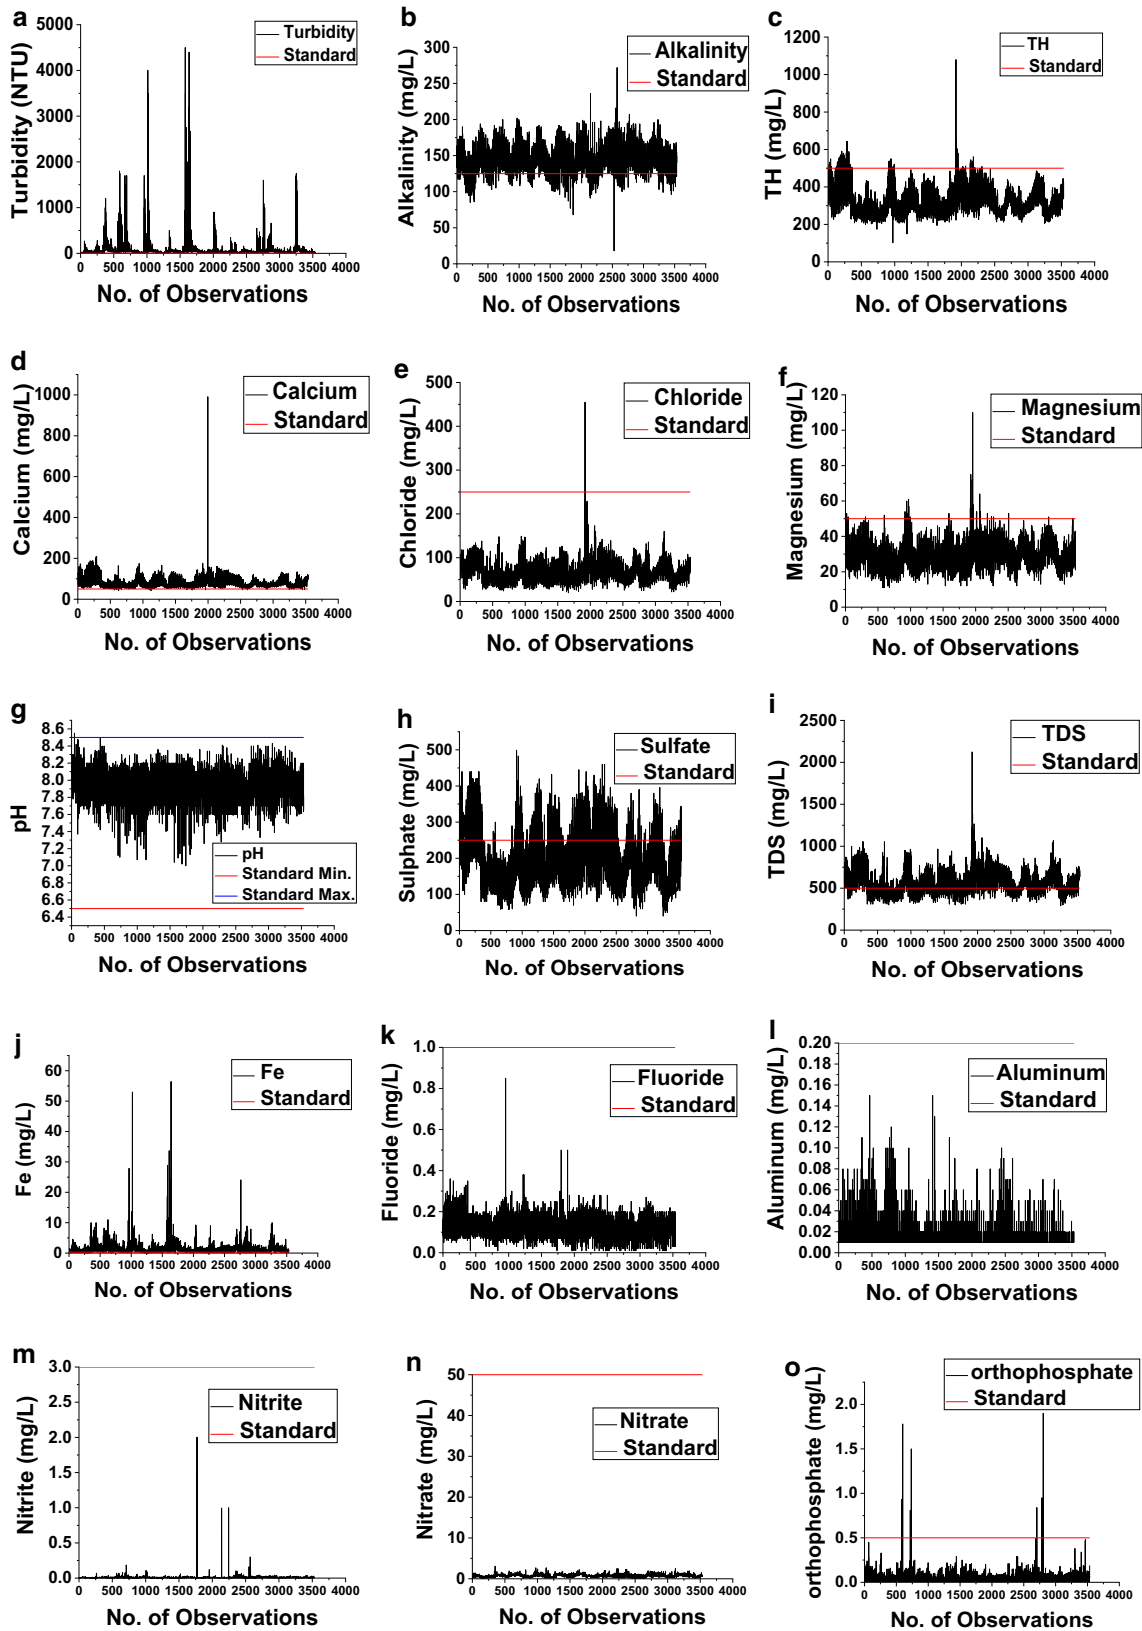 a
5000
4000
3000
2000
1000
0
Turbidity (NTU)
Turbidity
Standard
0 500 1000 1500 2000 2500 3000 3500 4000
No. of Observations
b
300
250
200
150
100
50
0
Alkalinity (mg/L)
Alkalinity
Standard
0 500 1000 1500 2000 2500 3000 3500 4000
No. of Observations
c
1200
1000
800
600
400
200
0
TH (mg/L)
TH
Standard
0 500 1000 1500 2000 2500 3000 3500 4000
No. of Observations
d
1000
800
600
400
200
0
Calcium (mg/L)
Calcium
Standard
0 500 1000 1500 2000 2500 3000 3500 4000
No. of Observations
e
500
400
300
200
100
0
Chloride (mg/L)
Chloride
Standard
0 500 1000 1500 2000 2500 3000 3500 4000
No. of Observations
f
120
100
80
60
40
20
0
Magnesium (mg/L)
Magnesium
Standard
0 500 1000 1500 2000 2500 3000 3500 4000
No. of Observations
g
8.6
8.4
8.2
8.0
7.8
7.6
7.4
7.2
7.0
6.8
6.6
6.4
pH
pH
Standard Min.
Standard Max.
0 500 1000 1500 2000 2500 3000 3500 4000
No. of Observations
h
500
400
300
200
100
0
Sulphate (mg/L)
Sulfate
Standard
0 500 1000 1500 2000 2500 3000 3500 4000
No. of Observations
i
2500
2000
1500
1000
500
0
TDS (mg/L)
TDS
Standard
0 500 1000 1500 2000 2500 3000 3500 4000
No. of Observations
j
60
50
40
30
20
10
0
Fe (mg/L)
Fe
Standard
0 500 1000 1500 2000 2500 3000 3500 4000
No. of Observations
k
1.0
0.8
0.6
0.4
0.2
0.0
Fluoride (mg/L)
Fluoride
Standard
0 500 1000 1500 2000 2500 3000 3500 4000
No. of Observations
l
0.20
0.18
0.16
0.14
0.12
0.10
0.08
0.06
0.04
0.02
0.00
Aluminum (mg/L)
Aluminum
Standard
0 500 1000 1500 2000 2500 3000 3500 4000
No. of Observations
m
3.0
2.5
2.0
1.5
1.0
0.5
0.0
Nitrite (mg/L)
Nitrite
Standard
0 500 1000 1500 2000 2500 3000 3500 4000
No. of Observations
n
50
40
30
20
10
0
Nitrate (mg/L)
Nitrate
Standard
0 500 1000 1500 2000 2500 3000 3500 4000
No. of Observations
o
2.0
1.5
1.0
0.5
0.0
orthophosphate (mg/L)
orthophosphate
Standard
0 500 1000 1500 2000 2500 3000 3500 4000
No. of Observations